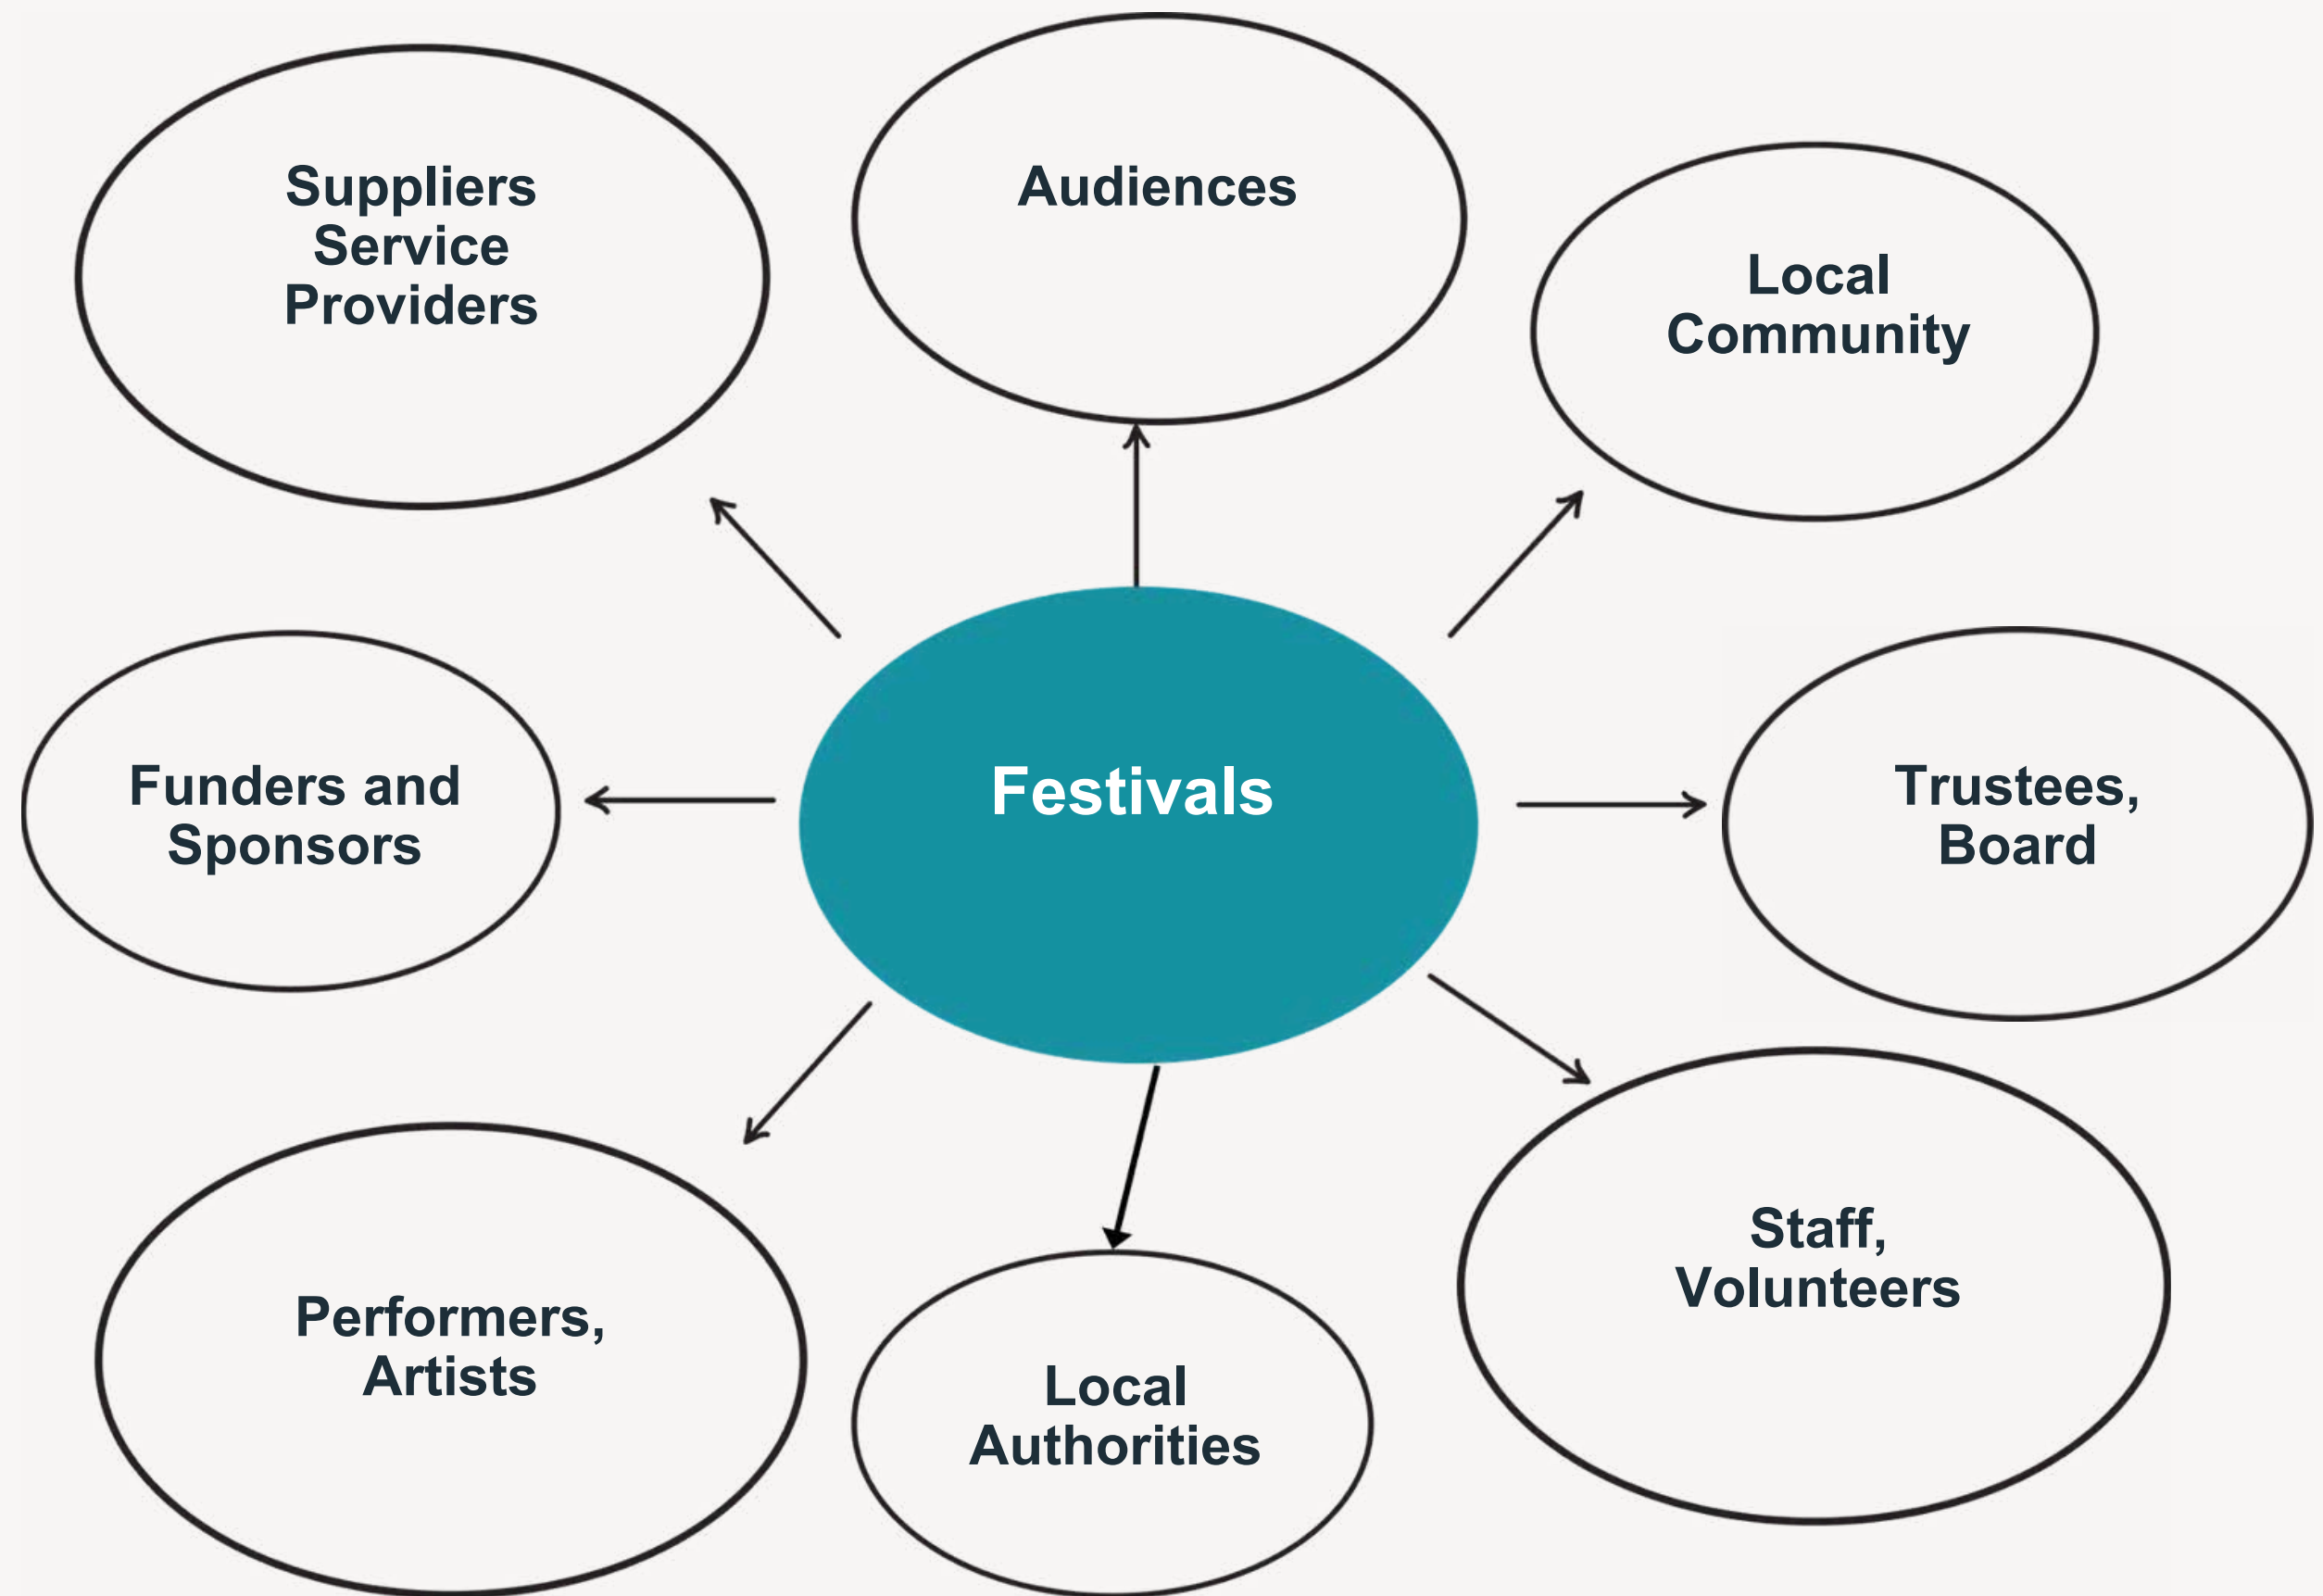 Suppliers
Service
Providers
Audiences
Local
Community
Funders and
Sponsors
Festivals
Trustees,
Board
Performers,
Artists
Local
Authorities
Staff,
Volunteers